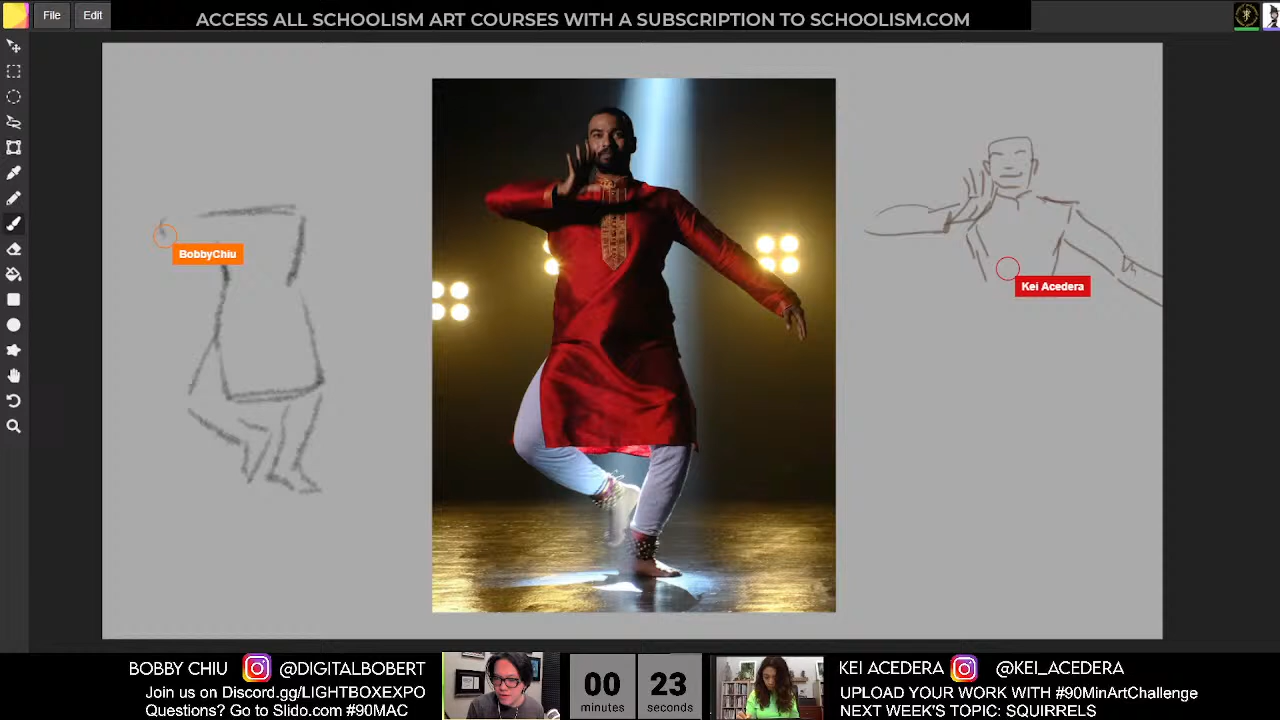 File Edit
ACCESS ALL SCHOOLISM ART COURSES WITH A SUBSCRIPTION TO SCHOOLISM.COM
BobbyChiu
Kei Acedera
BOBBY CHIU @DIGITALBOBERT
Join us on Discord.gg/LIGHTBOXEXPO
Questions? Go to Slido.com #90MAC
00 23
minutes seconds
KEI ACEDERA @KEI_ACEDERA
UPLOAD YOUR WORK WITH #90MinArtChallenge
NEXT WEEK'S TOPIC: SQUIRRELS